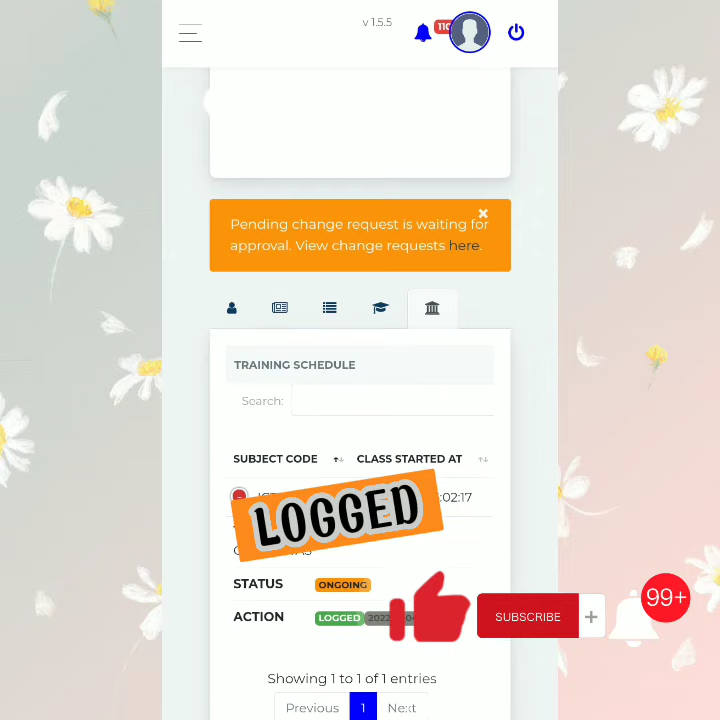 v 1.5.5
110
Pending change request is waiting for
approval. View change requests here.
TRAINING SCHEDULE
Search:
SUBJECT CODE CLASS STARTED AT
:02:17
LOGGED
STATUS ONGOING
ACTION LOGGED 2022
99+
SUBSCRIBE +
Showing 1 to 1 of 1 entries
Previous 1 Next